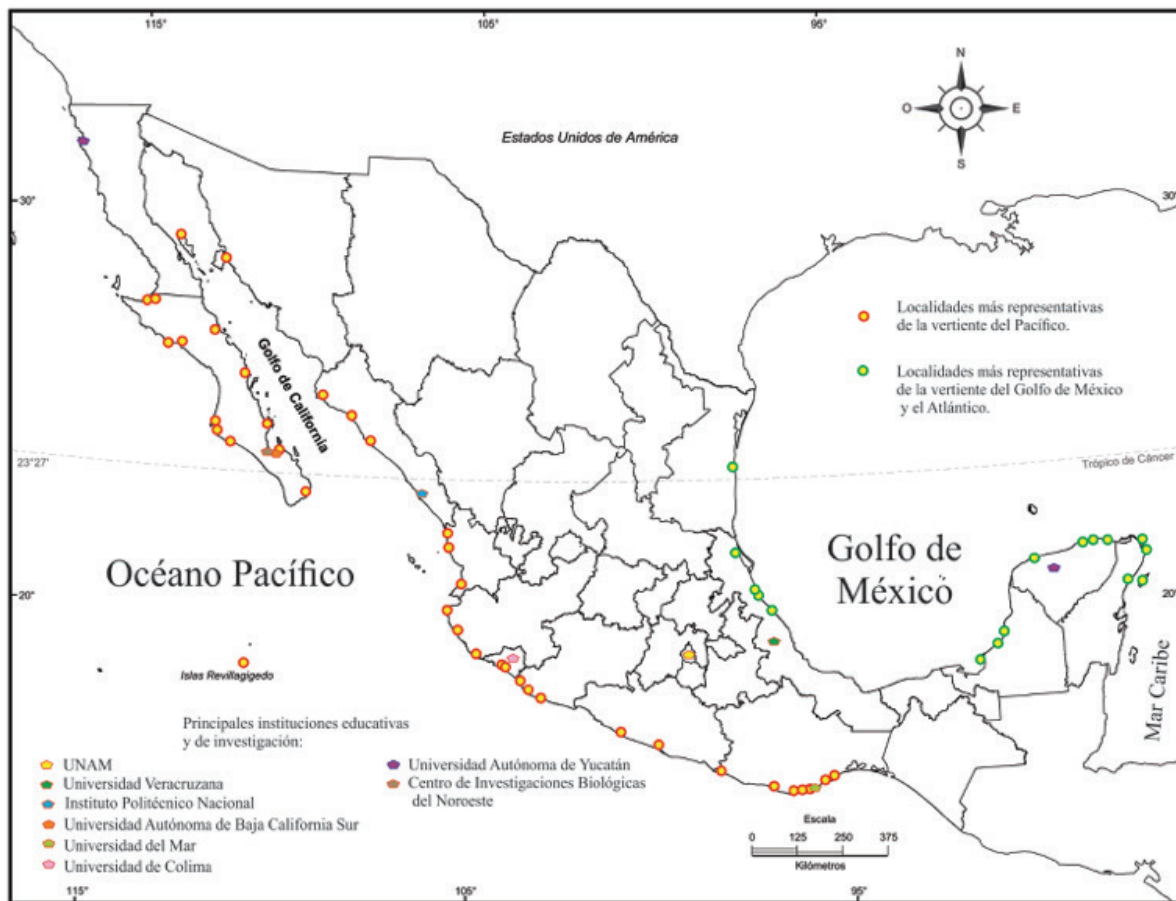 115°
105°
95°
N
O
E
S
Estados Unidos de América
30°
30°
Localidades más representativas
de la vertiente del Pacífico.
Localidades más representativas
de la vertiente del Golfo de México
y el Atlántico.
Golfo de California
23°27'
Trópico de Câncer
Océano Pacífico
Golfo de
México
20°
20°
Mar Caribe
Islas Revillagigedo
Principales instituciones educativas
y de investigación:
UNAM
Universidad Veracruzana
Instituto Politécnico Nacional
Universidad Autónoma de Baja California Sur
Universidad del Mar
Universidad de Colima
Universidad Autónoma de Yucatán
Centro de Investigaciones Biológicas
del Noroeste
Escala
0 125 250 375
Kilómetros
115°
105°
95°